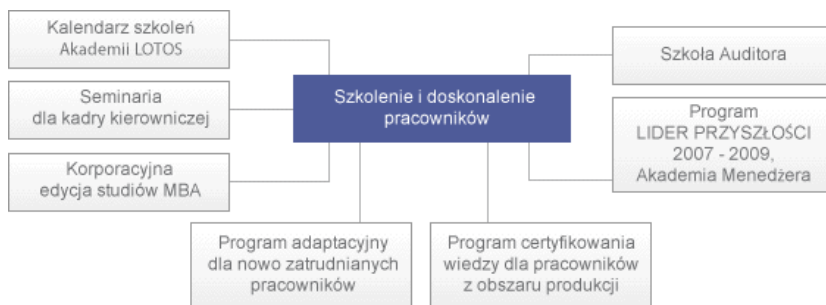 Kalendarz szkoleń
Akademii LOTOS
Seminaria
dla kadry kierowniczej
Korporacyjna
edycja studiów MBA
Szkolenie i doskonalenie
pracowników
Szkoła Auditora
Program
LIDER PRZYSZŁOŚCI
2007 - 2009,
Akademia Menedżera
Program adaptacyjny
dla nowo zatrudnianych
pracowników
Program certyfikowania
wiedzy dla pracowników
z obszaru produkcji